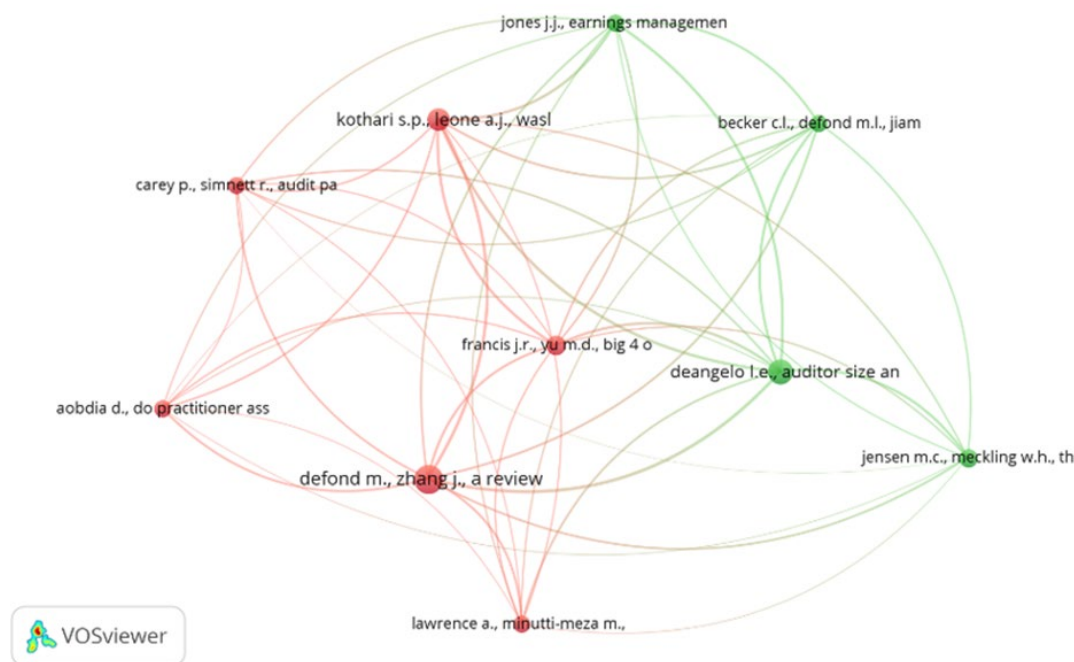 jones j.j., earnings managemen
kothari s.p., leone a.j., wasl
becker c.l., defond m.l., jiam
carey p., simnett r., audit pa
francis j.r., yu m.d., big 4 o
deangelo l.e., auditor size an
aobdia d., do practitioner ass
jensen m.c., meckling w.h., th
defond m., zhang j., a review
lawrence a., minutti-meza m.,
VOSviewer